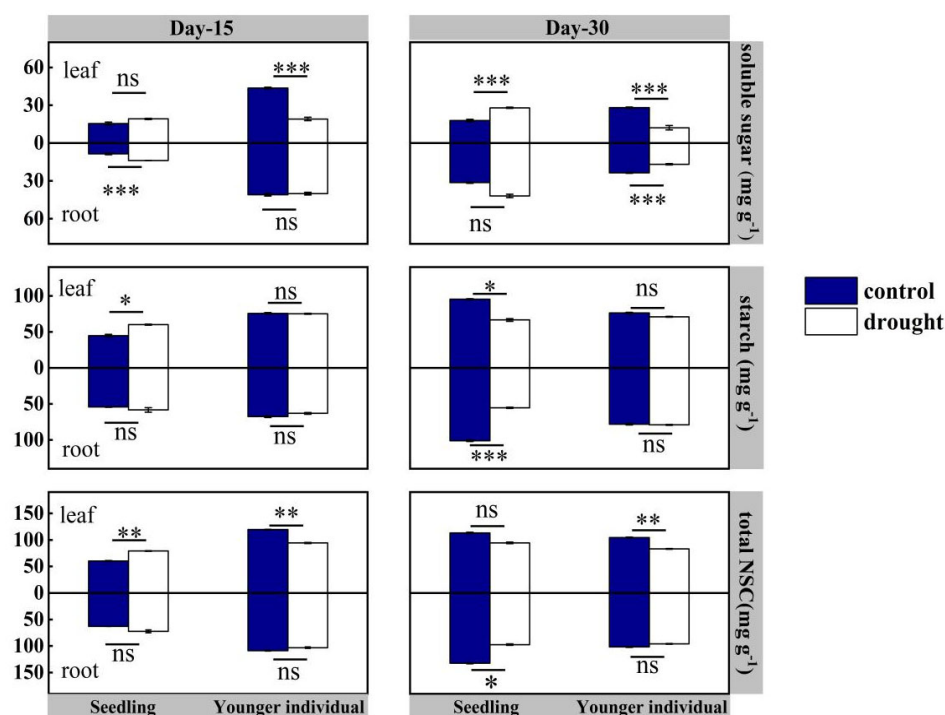 Day-15 Day-30
60 leaf ns *** *** ***
30
0
30 *** ***
60 root ns ns
soluble sugar (mg g⁻¹)
100 leaf * ns * ns
50
0
50
100 root ns ns *** ns
starch (mg g⁻¹)
control
drought
150 leaf ** ** ns **
100
50
0
50
100
150 root ns ns * ns
total NSC(mg g⁻¹)
Seedling Younger individual Seedling Younger individual